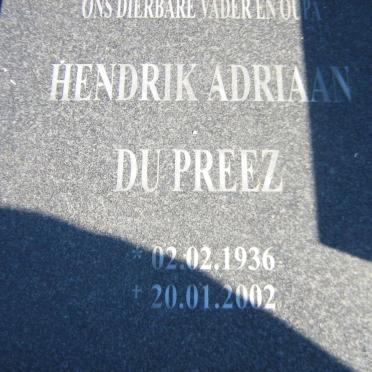 ONS DIERBARE VADER EN OUPA
HENDRIK ADRIAAN
DU PREEZ
* 02.02.1936
† 20.01.2002